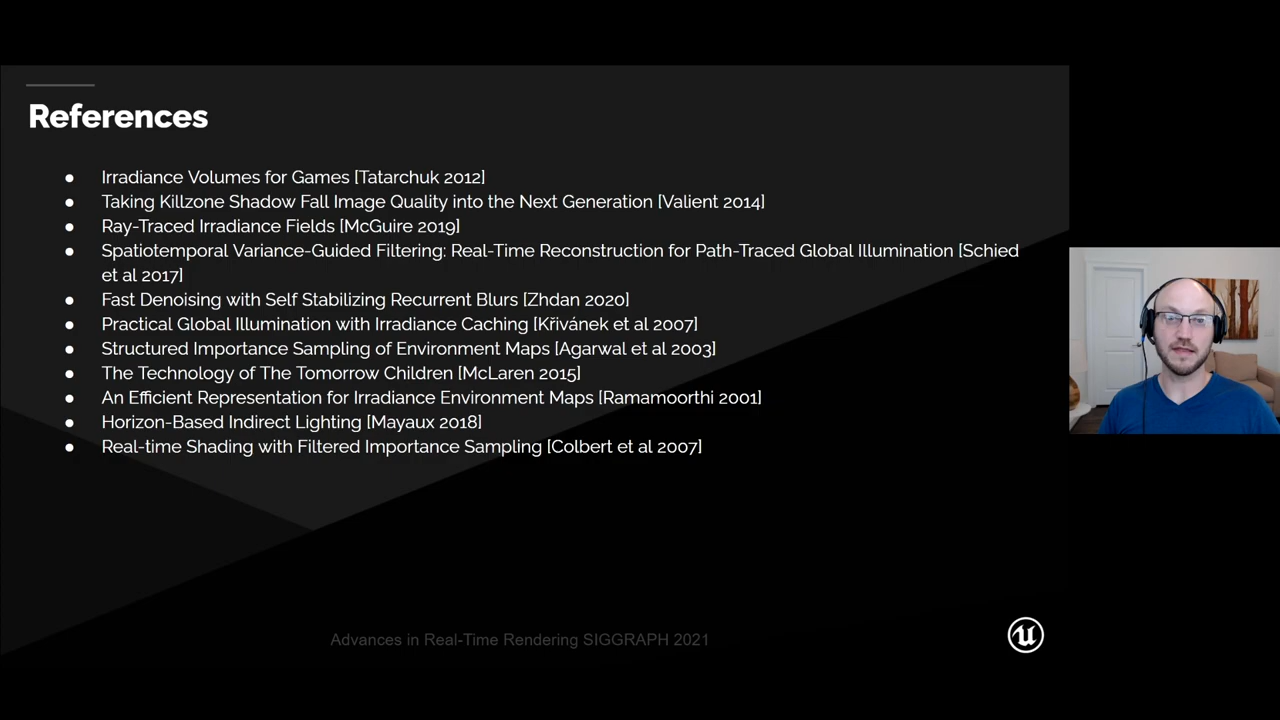 References
● Irradiance Volumes for Games [Tatarchuk 2012]
● Taking Killzone Shadow Fall Image Quality into the Next Generation [Valient 2014]
● Ray-Traced Irradiance Fields [McGuire 2019]
● Spatiotemporal Variance-Guided Filtering: Real-Time Reconstruction for Path-Traced Global Illumination [Schied
et al 2017]
● Fast Denoising with Self Stabilizing Recurrent Blurs [Zhdan 2020]
● Practical Global Illumination with Irradiance Caching [Křivánek et al 2007]
● Structured Importance Sampling of Environment Maps [Agarwal et al 2003]
● The Technology of The Tomorrow Children [McLaren 2015]
● An Efficient Representation for Irradiance Environment Maps [Ramamoorthi 2001]
● Horizon-Based Indirect Lighting [Mayaux 2018]
● Real-time Shading with Filtered Importance Sampling [Colbert et al 2007]
Advances in Real-Time Rendering SIGGRAPH 2021